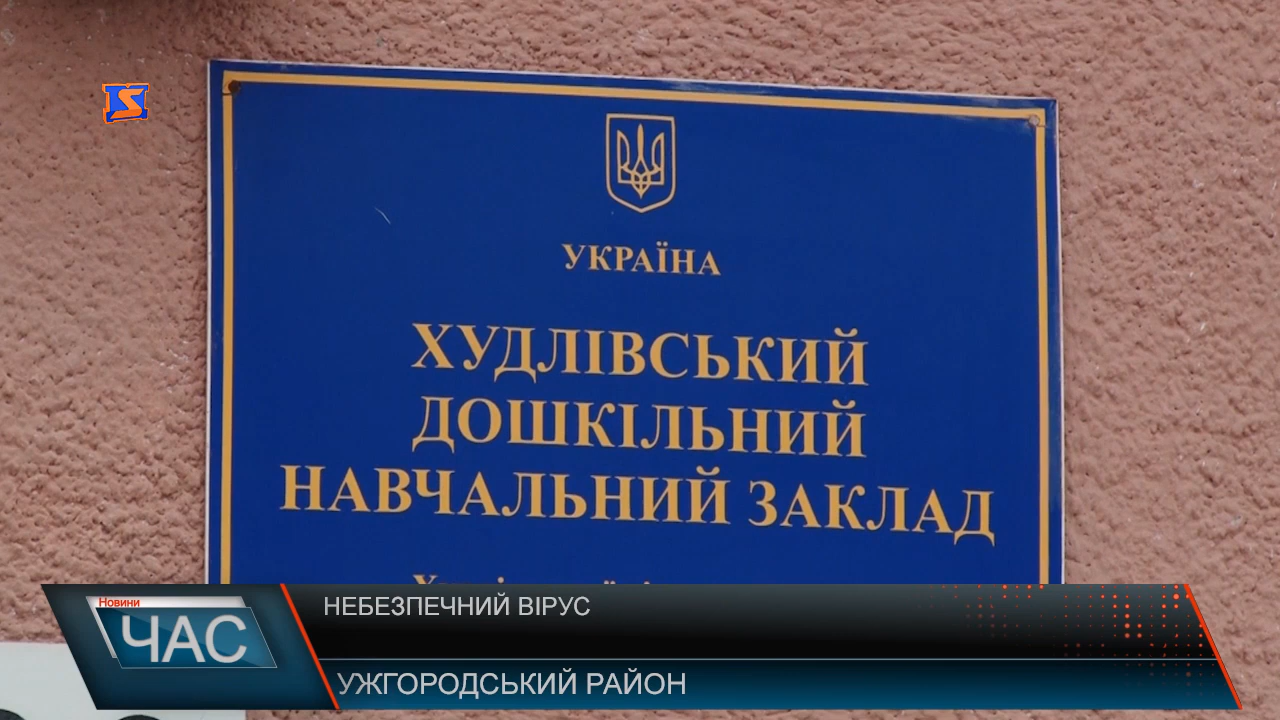 УКРАЇНА
ХУДЛІВСЬКИЙ
ДОШКІЛЬНИЙ
НАВЧАЛЬНИЙ ЗАКЛАД
Новини
ЧАС
НЕБЕЗПЕЧНИЙ ВІРУС
УЖГОРОДСЬКИЙ РАЙОН